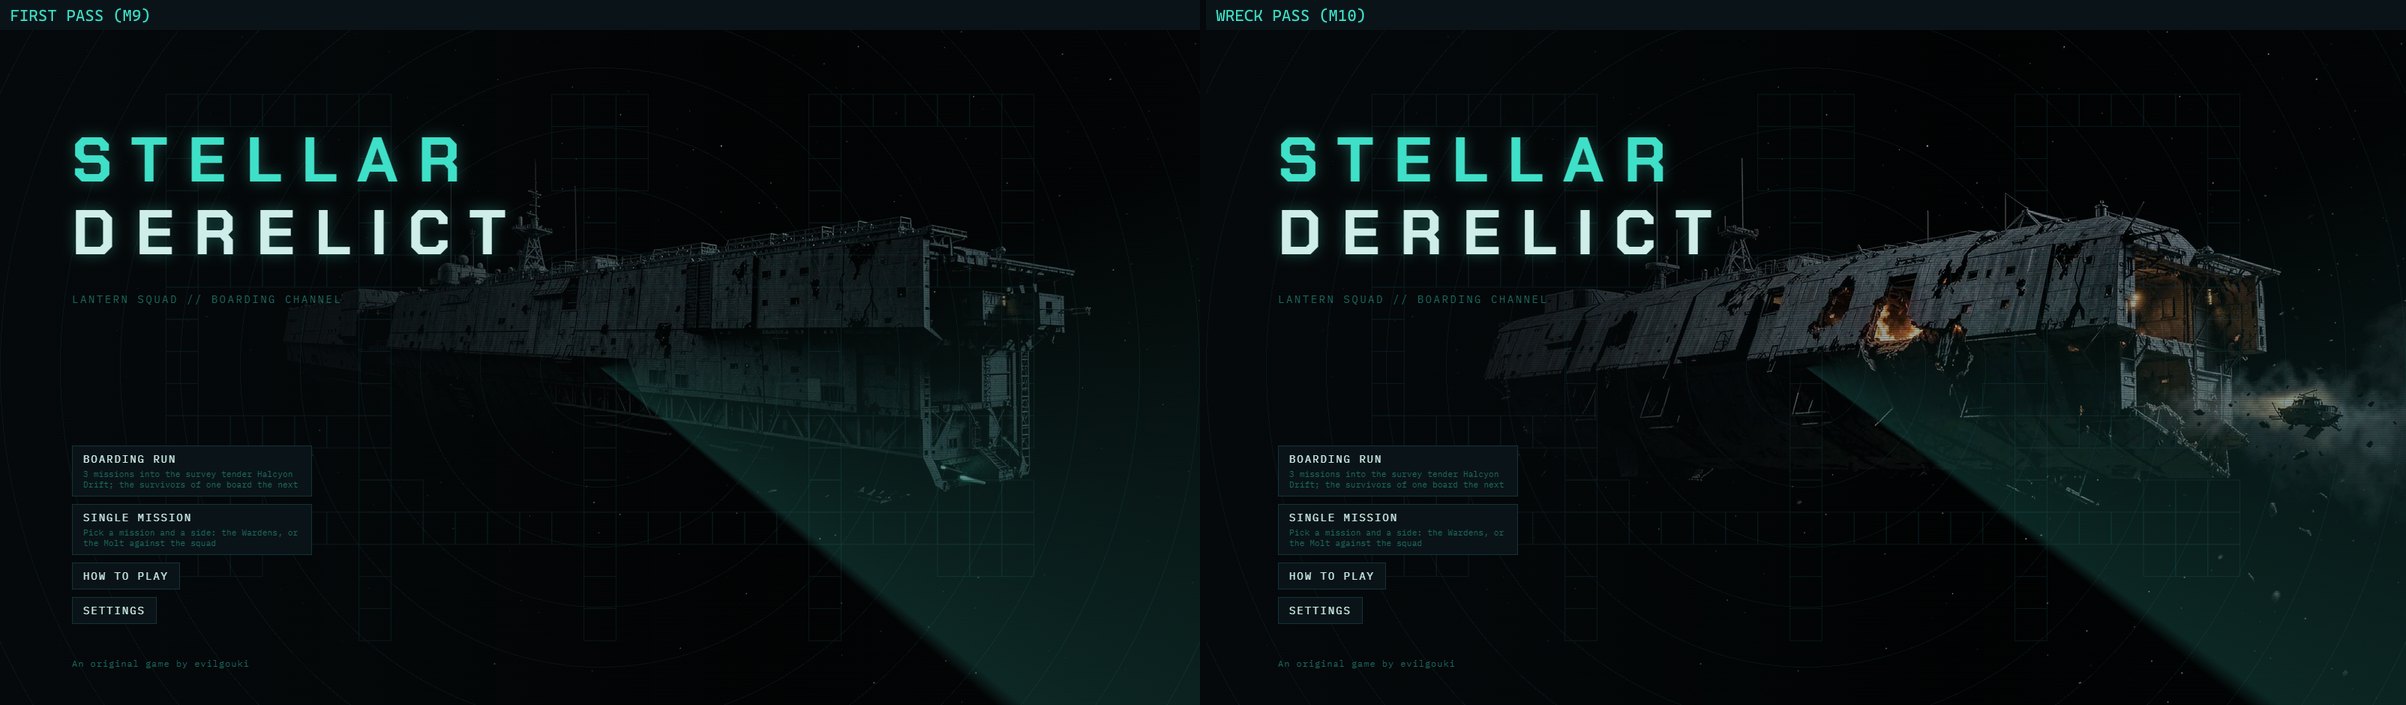 FIRST PASS (M9)
STELLAR
DERELICT
LANTERN SQUAD // BOARDING CHANNEL
BOARDING RUN
3 missions into the survey tender Halcyon
Drift; the survivors of one board the next
SINGLE MISSION
Pick a mission and a side: the Wardens, or
the Molt against the squad
HOW TO PLAY
SETTINGS
An original game by evilgouki
WRECK PASS (M10)
STELLAR
DERELICT
LANTERN SQUAD // BOARDING CHANNEL
BOARDING RUN
3 missions into the survey tender Halcyon
Drift; the survivors of one board the next
SINGLE MISSION
Pick a mission and a side: the Wardens, or
the Molt against the squad
HOW TO PLAY
SETTINGS
An original game by evilgouki